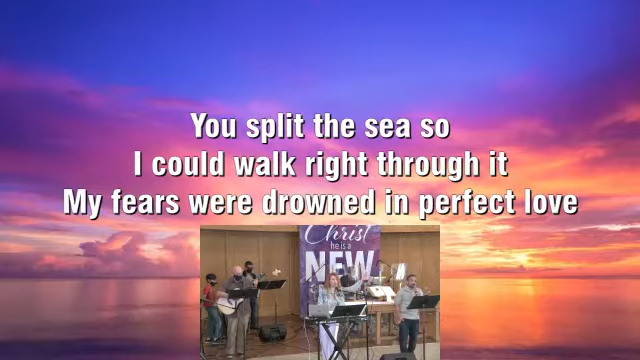 You split the sea so
I could walk right through it
My fears were drowned in perfect love
Christ
he is a
NEW